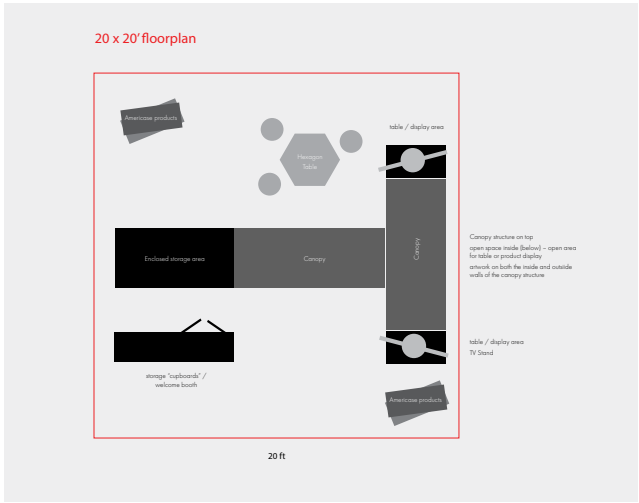 20 x 20' floorplan
Americase products
table / display area
Hexagon
Table
Enclosed storage area
Canopy
Canopy
Canopy structure on top
open space inside (below) – open area
for table or product display
artwork on both the inside and outside
walls of the canopy structure
table / display area
TV Stand
storage "cupboards" /
welcome booth
Americase products
20 ft